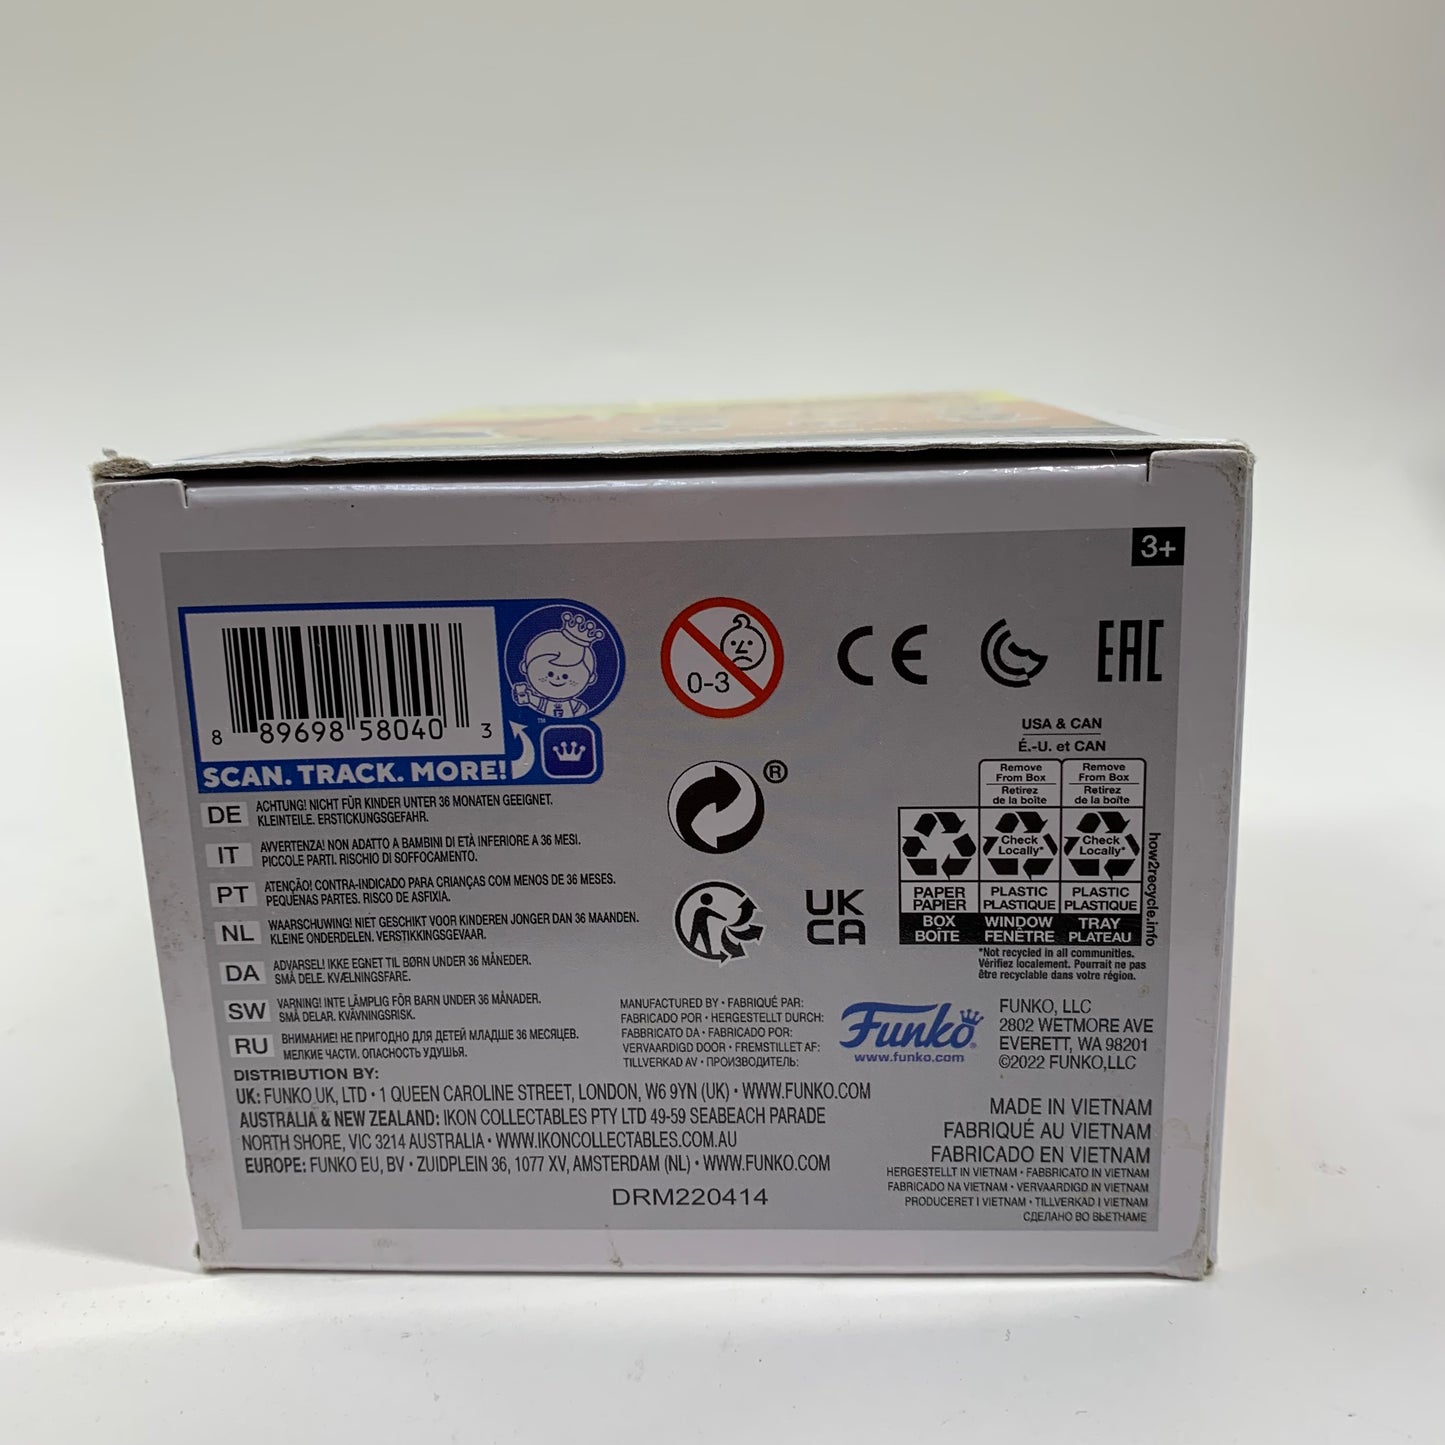 3+
8 89698 58040 3
™
SCAN. TRACK. MORE!
0-3
CE
EAC
®
UK
CA
USA & CAN
É.-U. et CAN
Remove
From Box
Retirez
de la boîte
Remove
From Box
Retirez
de la boîte
Check
Locally*
Check
Locally*
PAPER
PAPIER
PLASTIC
PLASTIQUE
PLASTIC
PLASTIQUE
BOX
BOÎTE
WINDOW
FENÊTRE
TRAY
PLATEAU
how2recycle.info
*Not recycled in all communities.
Vérifiez localement. Pourrait ne pas
être recyclable dans votre région.
DE ACHTUNG! NICHT FÜR KINDER UNTER 36 MONATEN GEEIGNET.
KLEINTEILE. ERSTICKUNGSGEFAHR.
IT AVVERTENZA! NON ADATTO A BAMBINI DI ETÀ INFERIORE A 36 MESI.
PICCOLE PARTI. RISCHIO DI SOFFOCAMENTO.
PT ATENÇÃO! CONTRA-INDICADO PARA CRIANÇAS COM MENOS DE 36 MESES.
PEQUENAS PARTES. RISCO DE ASFIXIA.
NL WAARSCHUWING! NIET GESCHIKT VOOR KINDEREN JONGER DAN 36 MAANDEN.
KLEINE ONDERDELEN. VERSTIKKINGSGEVAAR.
DA ADVARSEL! IKKE EGNET TIL BØRN UNDER 36 MÅNEDER.
SMÅ DELE. KVÆLNINGSFARE.
SW VARNING! INTE LÄMPLIG FÖR BARN UNDER 36 MÅNADER.
SMÅ DELAR. KVÄVNINGSRISK.
RU ВНИМАНИЕ! НЕ ПРИГОДНО ДЛЯ ДЕТЕЙ МЛАДШЕ 36 МЕСЯЦЕВ.
МЕЛКИЕ ЧАСТИ. ОПАСНОСТЬ УДУШЬЯ.
MANUFACTURED BY • FABRIQUÉ PAR:
FABRICADO POR • HERGESTELLT DURCH:
FABBRICATO DA • FABRICADO POR:
VERVAARDIGD DOOR • FREMSTILLET AF:
TILLVERKAD AV • ПРОИЗВОДИТЕЛЬ:
Funko
www.funko.com
FUNKO, LLC
2802 WETMORE AVE
EVERETT, WA 98201
©2022 FUNKO,LLC
DISTRIBUTION BY:
UK: FUNKO UK, LTD • 1 QUEEN CAROLINE STREET, LONDON, W6 9YN (UK) • WWW.FUNKO.COM
AUSTRALIA & NEW ZEALAND: IKON COLLECTABLES PTY LTD 49-59 SEABEACH PARADE
NORTH SHORE, VIC 3214 AUSTRALIA • WWW.IKONCOLLECTABLES.COM.AU
EUROPE: FUNKO EU, BV • ZUIDPLEIN 36, 1077 XV, AMSTERDAM (NL) • WWW.FUNKO.COM
DRM220414
MADE IN VIETNAM
FABRIQUÉ AU VIETNAM
FABRICADO EN VIETNAM
HERGESTELLT IN VIETNAM • FABBRICATO IN VIETNAM
FABRICADO NA VIETNAM • VERVAARDIGD IN VIETNAM
PRODUCERET I VIETNAM • TILLVERKAD I VIETNAM
СДЕЛАНО ВО ВЬЕТНАМЕ